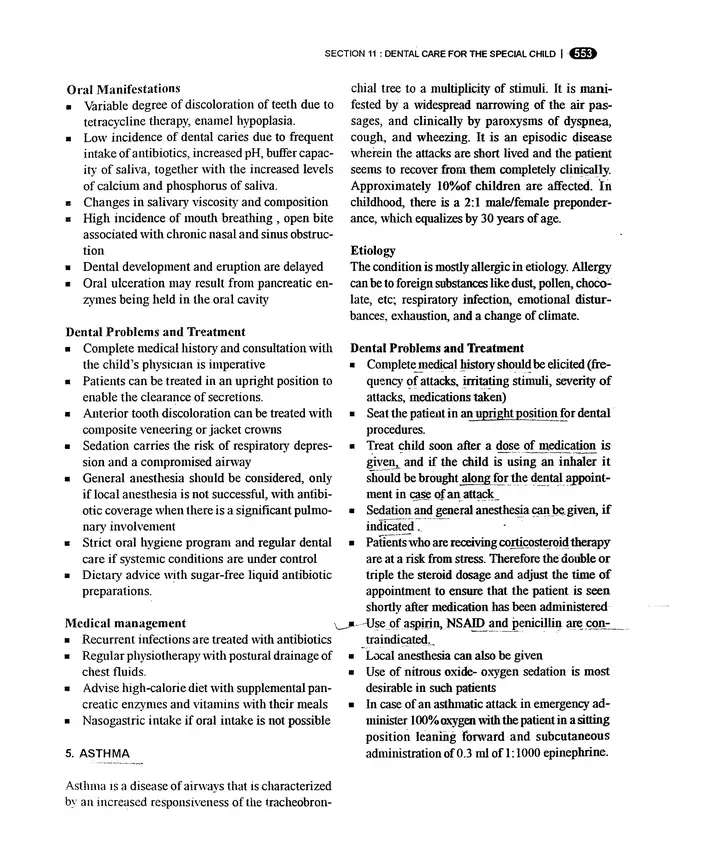 SECTION 11 : DENTAL CARE FOR THE SPECIAL CHILD | 553
Oral Manifestations
▪ Variable degree of discoloration of teeth due to
tetracycline therapy, enamel hypoplasia.
▪ Low incidence of dental caries due to frequent
intake of antibiotics, increased pH, buffer capac-
ity of saliva, together with the increased levels
of calcium and phosphorus of saliva.
▪ Changes in salivary viscosity and composition
▪ High incidence of mouth breathing , open bite
associated with chronic nasal and sinus obstruc-
tion
▪ Dental development and eruption are delayed
▪ Oral ulceration may result from pancreatic en-
zymes being held in the oral cavity
Dental Problems and Treatment
▪ Complete medical history and consultation with
the child's physician is imperative
▪ Patients can be treated in an upright position to
enable the clearance of secretions.
▪ Anterior tooth discoloration can be treated with
composite veneering or jacket crowns
▪ Sedation carries the risk of respiratory depres-
sion and a compromised airway
▪ General anesthesia should be considered, only
if local anesthesia is not successful, with antibi-
otic coverage when there is a significant pulmo-
nary involvement
▪ Strict oral hygiene program and regular dental
care if systemic conditions are under control
▪ Dietary advice with sugar-free liquid antibiotic
preparations.
Medical management
▪ Recurrent infections are treated with antibiotics
▪ Regular physiotherapy with postural drainage of
chest fluids.
▪ Advise high-calorie diet with supplemental pan-
creatic enzymes and vitamins with their meals
▪ Nasogastric intake if oral intake is not possible
5. ASTHMA
Asthma is a disease of airways that is characterized
by an increased responsiveness of the tracheobron-
chial tree to a multiplicity of stimuli. It is mani-
fested by a widespread narrowing of the air pas-
sages, and clinically by paroxysms of dyspnea,
cough, and wheezing. It is an episodic disease
wherein the attacks are short lived and the patient
seems to recover from them completely clinically.
Approximately 10%of children are affected. In
childhood, there is a 2:1 male/female preponder-
ance, which equalizes by 30 years of age.
Etiology
The condition is mostly allergic in etiology. Allergy
can be to foreign substances like dust, pollen, choco-
late, etc; respiratory infection, emotional distur-
bances, exhaustion, and a change of climate.
Dental Problems and Treatment
▪ Complete medical history should be elicited (fre-
quency of attacks, irritating stimuli, severity of
attacks, medications taken)
▪ Seat the patient in an upright position for dental
procedures.
▪ Treat child soon after a dose of medication is
given, and if the child is using an inhaler it
should be brought along for the dental appoint-
ment in case of an attack
▪ Sedation and general anesthesia can be given, if
indicated .
▪ Patients who are receiving corticosteroid therapy
are at a risk from stress. Therefore the double or
triple the steroid dosage and adjust the time of
appointment to ensure that the patient is seen
shortly after medication has been administered
▪ Use of aspirin, NSAID and penicillin are con-
traindicated.
▪ Local anesthesia can also be given
▪ Use of nitrous oxide- oxygen sedation is most
desirable in such patients
▪ In case of an asthmatic attack in emergency ad-
minister 100% oxygen with the patient in a sitting
position leaning forward and subcutaneous
administration of 0.3 ml of 1:1000 epinephrine.